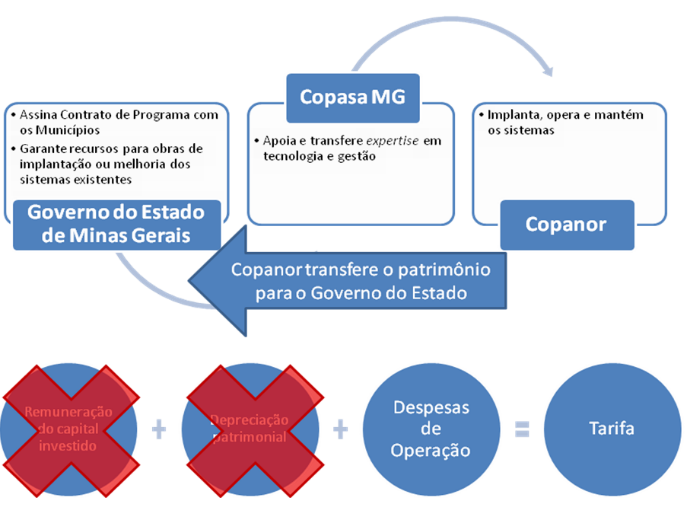 Copasa MG
• Assina Contrato de Programa com
os Municípios
• Garante recursos para obras de
implantação ou melhoria dos
sistemas existentes
Governo do Estado
de Minas Gerais
• Apoia e transfere expertise em
tecnologia e gestão
• Implanta, opera e mantém
os sistemas
Copanor
Copanor transfere o patrimônio
para o Governo do Estado
Remuneração
do capital
investido
+
Depreciação
patrimonial
+
Despesas
de
Operação
=
Tarifa